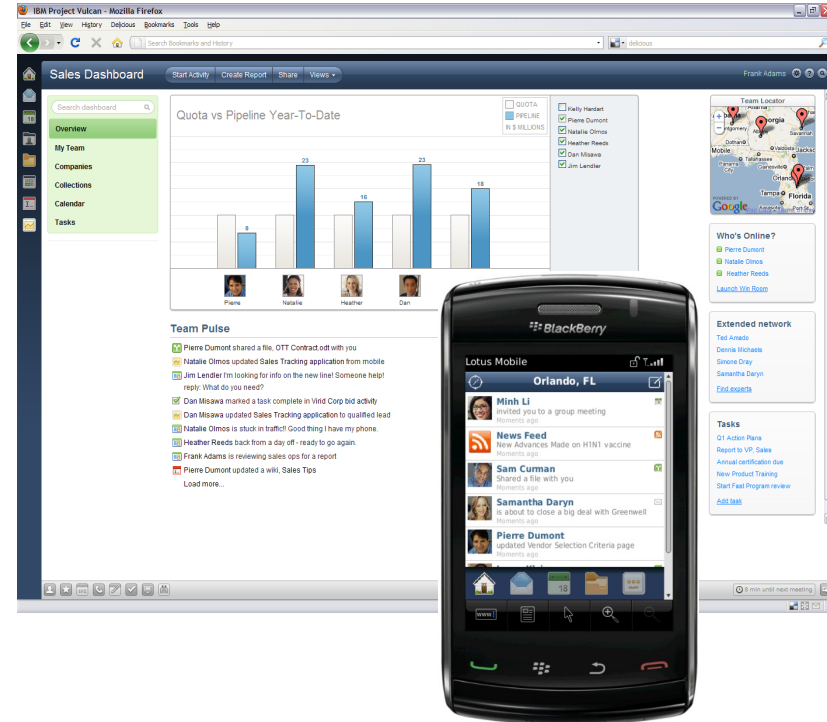 IBM Project Vulcan - Mozilla Firefox
File Edit View History Delicious Bookmarks Tools Help
Search Bookmarks and History
delicious
Sales Dashboard
Start Activity Create Report Share Views
Frank Adams
Search dashboard
Overview
My Team
Companies
Collections
Calendar
Tasks
Quota vs Pipeline Year-To-Date
QUOTA
PIPELINE
IN $ MILLIONS
Kelly Hardart
Pierre Dumont
Natalie Olmos
Heather Reeds
Dan Misawa
Jim Lendler
8
23
16
23
18
Pierre Natalie Heather Dan
Team Locator
Atlanta
orgia
Savannah
Dothan
Valdosta Jackso
Mobile
Tallahassee
Panama City
Gainesville
Orland
Tampa Florida
POWERED BY
Google
Who's Online?
Pierre Dumont
Natalie Olmos
Heather Reeds
Launch Win Room
Extended network
Ted Amado
Dennis Michaels
Simone Dray
Samantha Daryn
Find experts
Tasks
Q1 Action Plans
Report to VP, Sales
Annual certification due
New Product Training
Start Fast Program review
Add task
Team Pulse
Pierre Dumont shared a file, OTT Contract.odt with you
Natalie Olmos updated Sales Tracking application from mobile
Jim Lendler I'm looking for info on the new line! Someone help!
reply: What do you need?
Dan Misawa marked a task complete in Virid Corp bid activity
Dan Misawa updated Sales Tracking application to qualified lead
Natalie Olmos is stuck in traffic!! Good thing I have my phone.
Heather Reeds back from a day off - ready to go again.
Frank Adams is reviewing sales ops for a report
Pierre Dumont updated a wiki, Sales Tips
Load more...
8 min until next meeting
BlackBerry
Lotus Mobile
Orlando, FL
Minh Li
invited you to a group meeting
Moments ago
News Feed
New Advances Made on H1N1 vaccine
Moments ago
Sam Curman
Shared a file with you
Moments ago
Samantha Daryn
is about to close a big deal with Greenwell
Moments ago
Pierre Dumont
updated Vendor Selection Criteria page
Moments ago
18
www